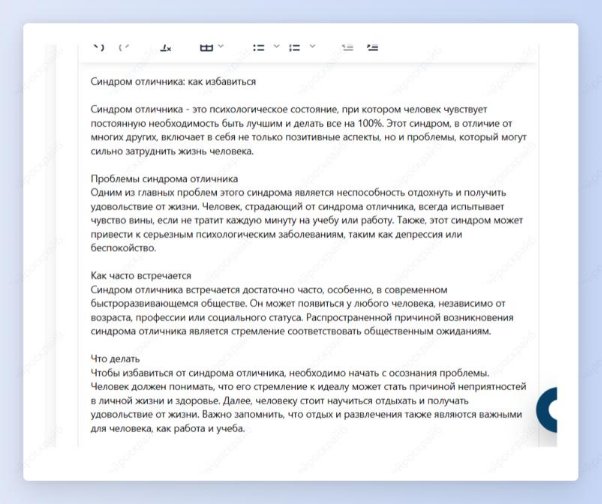 Синдром отличника: как избавиться
Синдром отличника - это психологическое состояние, при котором человек чувствует
постоянную необходимость быть лучшим и делать все на 100%. Этот синдром, в отличие от
многих других, включает в себя не только позитивные аспекты, но и проблемы, который могут
сильно затруднить жизнь человека.
Проблемы синдрома отличника
Одним из главных проблем этого синдрома является неспособность отдохнуть и получить
удовольствие от жизни. Человек, страдающий от синдрома отличника, всегда испытывает
чувство вины, если не тратит каждую минуту на учебу или работу. Также, этот синдром может
привести к серьезным психологическим заболеваниям, таким как депрессия или
беспокойство.
Как часто встречается
Синдром отличника встречается достаточно часто, особенно, в современном
быстроразвивающемся обществе. Он может появиться у любого человека, независимо от
возраста, профессии или социального статуса. Распространенной причиной возникновения
синдрома отличника является стремление соответствовать общественным ожиданиям.
Что делать
Чтобы избавиться от синдрома отличника, необходимо начать с осознания проблемы.
Человек должен понимать, что его стремление к идеалу может стать причиной неприятностей
в личной жизни и здоровье. Далее, человеку стоит научиться отдыхать и получать
удовольствие от жизни. Важно запомнить, что отдых и развлечения также являются важными
для человека, как работа и учеба.